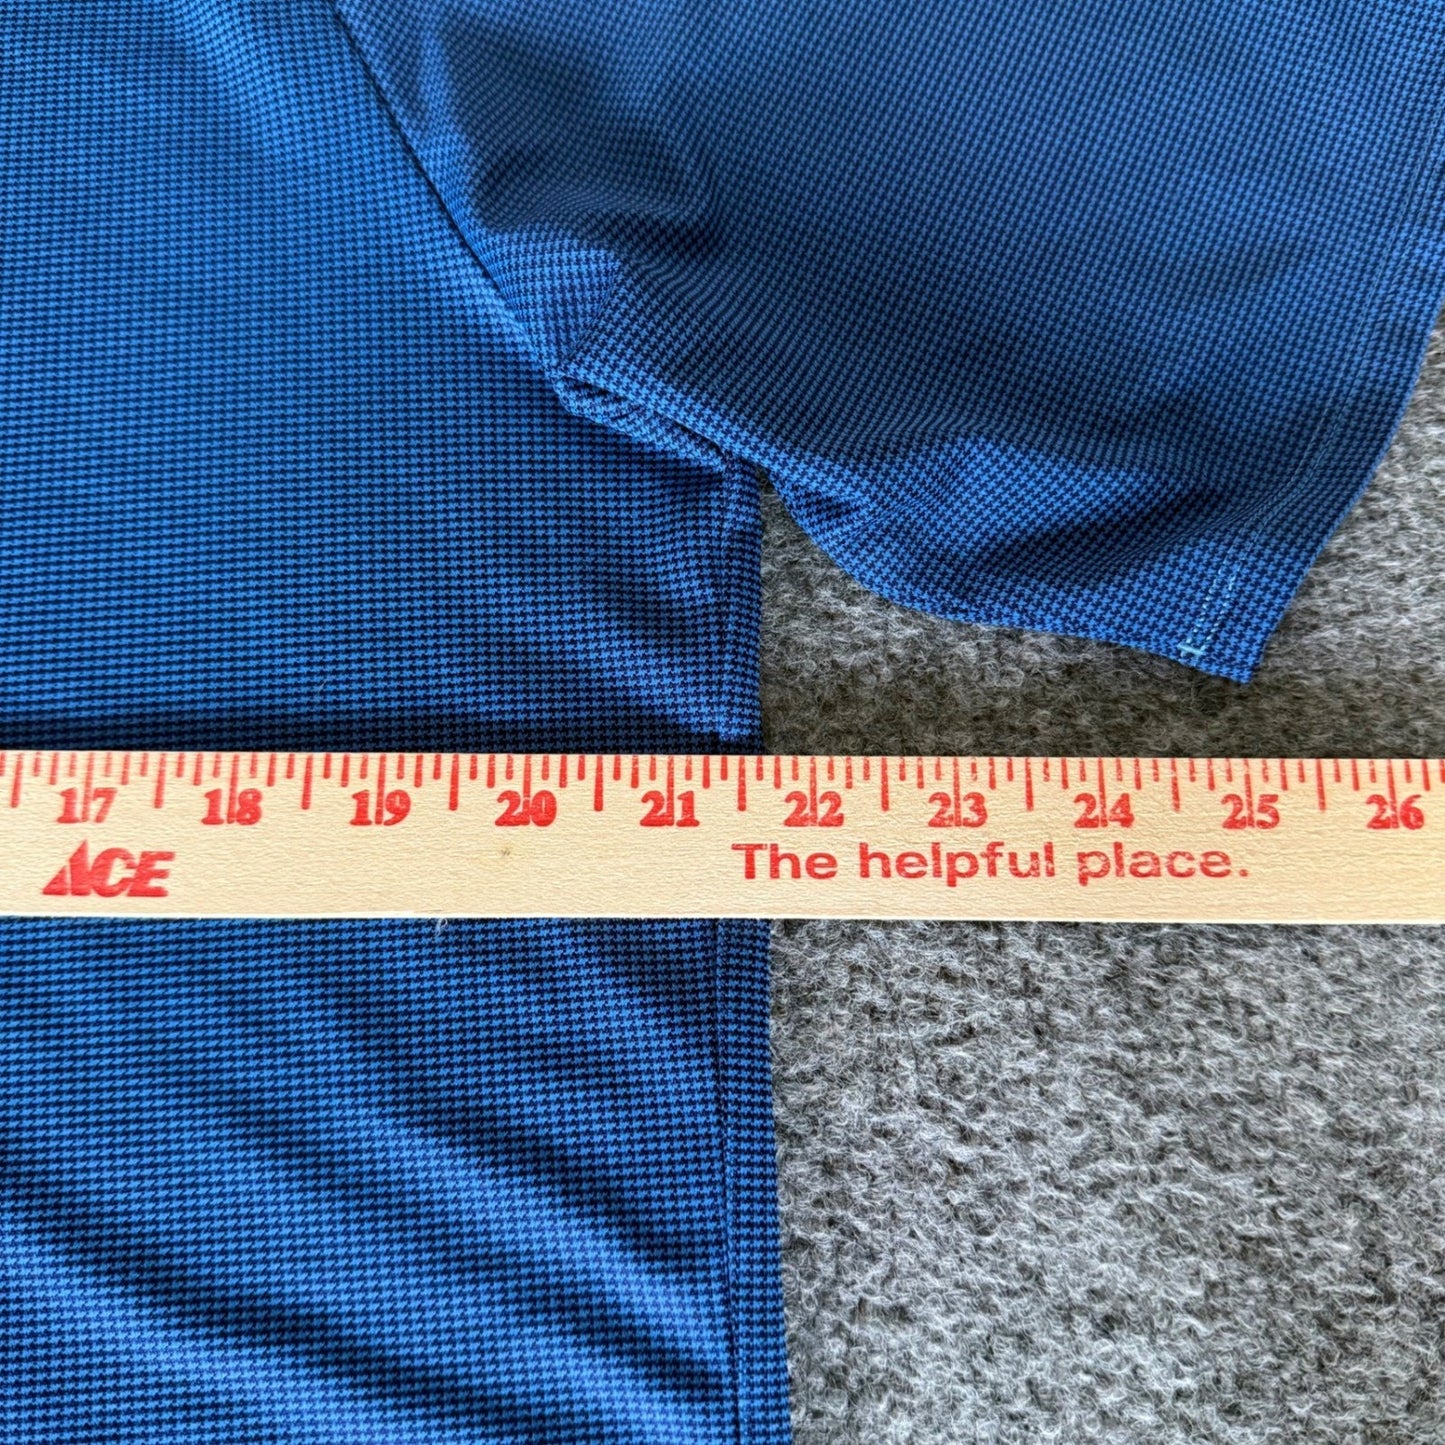 17 18 19 20 21 22 23 24 25 26
ACE The helpful place.